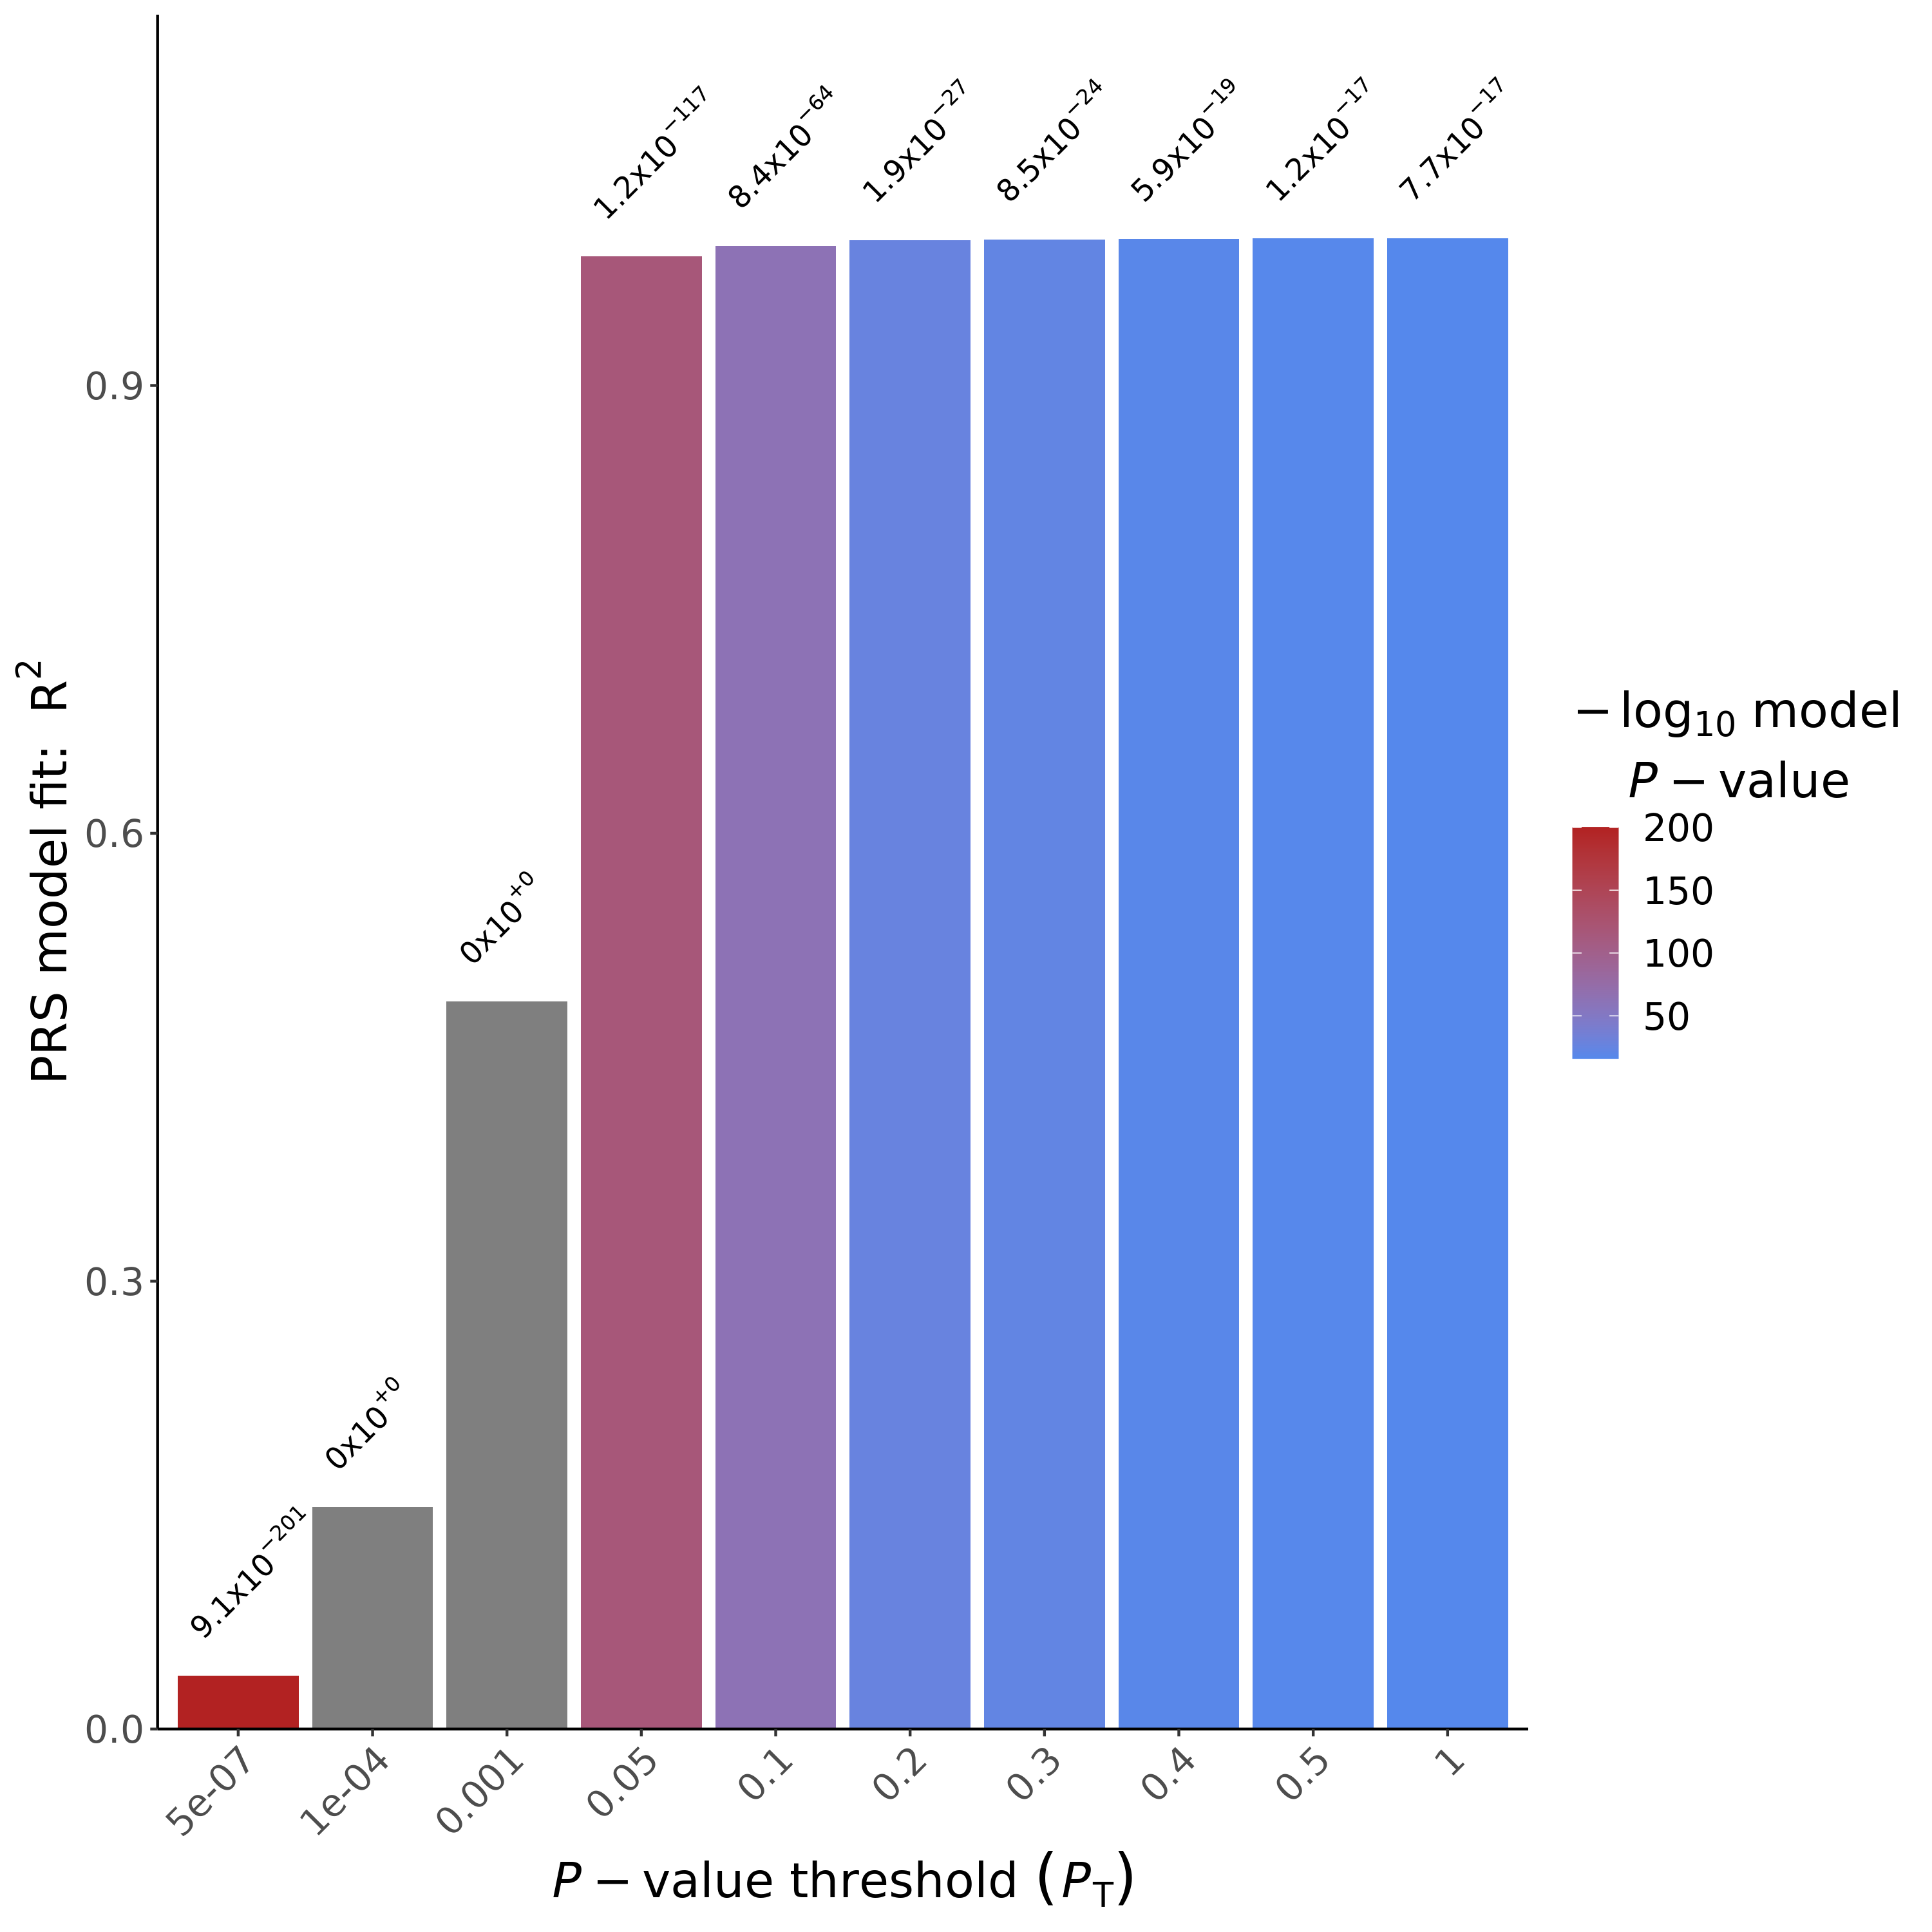 1.2x10⁻¹¹⁷
8.4x10⁻⁶⁴
1.9x10⁻²⁷
8.5x10⁻²⁴
5.9x10⁻¹⁹
1.2x10⁻¹⁷
7.7x10⁻¹⁷
0x10⁺⁰
0x10⁺⁰
9.1x10⁻²⁰¹
PRS model fit: R²
0.9
0.6
0.3
0.0
5e-07
1e-04
0.001
0.05
0.1
0.2
0.3
0.4
0.5
1
P − value threshold (P_T)
− log₁₀ model
P − value
200
150
100
50